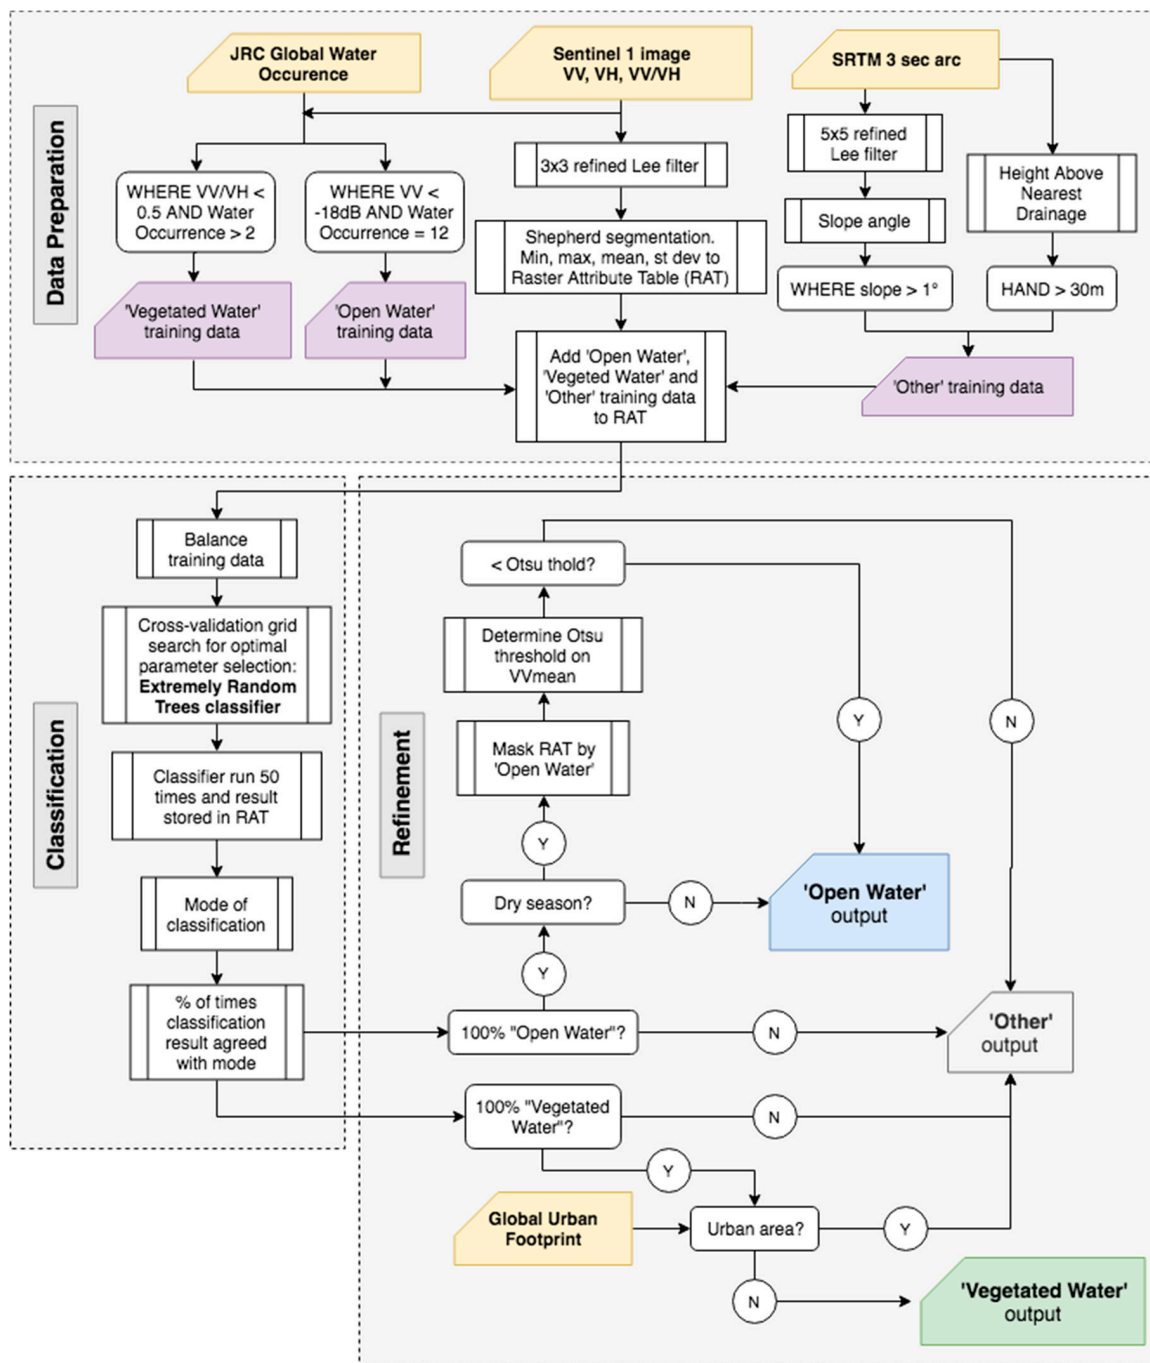 JRC Global Water
Occurence
Sentinel 1 image
VV, VH, VV/VH
SRTM 3 sec arc
Data Preparation
3x3 refined Lee filter
5x5 refined
Lee filter
Height Above
Nearest
Drainage
WHERE VV/VH <
0.5 AND Water
Occurrence > 2
WHERE VV <
-18dB AND Water
Occurrence = 12
Shepherd segmentation.
Min, max, mean, st dev to
Raster Attribute Table (RAT)
Slope angle
WHERE slope > 1°
HAND > 30m
'Vegetated Water'
training data
'Open Water'
training data
Add 'Open Water',
'Vegeted Water' and
'Other' training data
to RAT
'Other' training data
Classification
Balance
training data
Cross-validation grid
search for optimal
parameter selection:
Extremely Random
Trees classifier
Classifier run 50
times and result
stored in RAT
Mode of
classification
% of times
classification
result agreed
with mode
Refinement
< Otsu thold?
Determine Otsu
threshold on
VVmean
Y
N
Mask RAT by
'Open Water'
Y
Dry season?
N
'Open Water'
output
Y
100% "Open Water"?
N
'Other'
output
100% "Vegetated
Water"?
N
Y
Global Urban
Footprint
Urban area?
Y
N
'Vegetated Water'
output